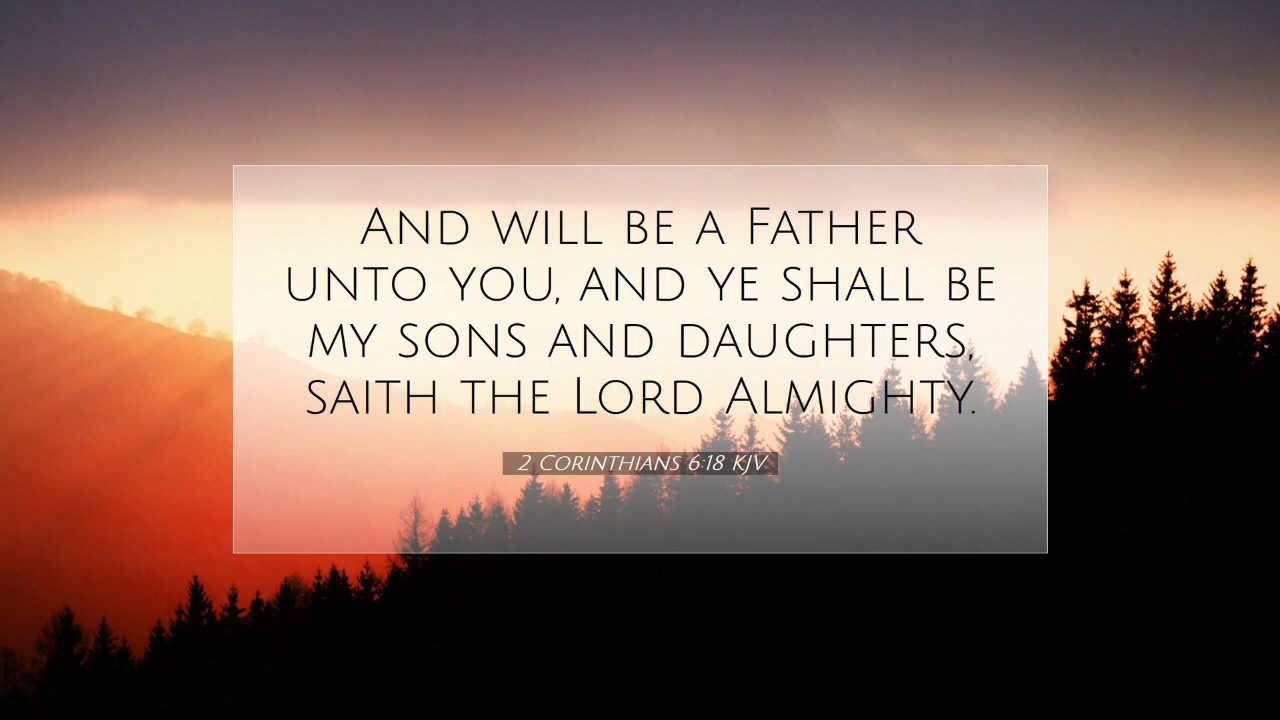 And will be a Father
unto you, and ye shall be
my sons and daughters,
saith the Lord Almighty.
2 Corinthians 6:18 KJV